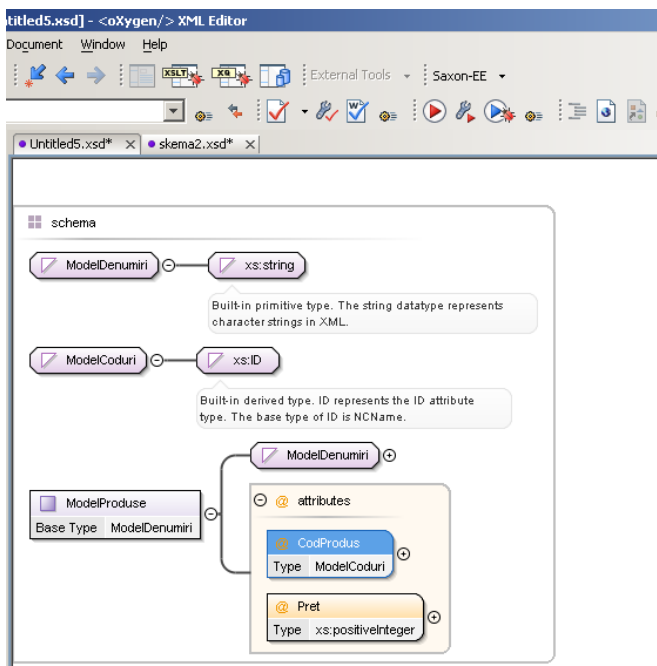 ntitled5.xsd] - <oXygen/> XML Editor
Document Window Help
XSLT XQ External Tools Saxon-EE
W
Untitled5.xsd* X skema2.xsd* X
schema
ModelDenumiri xs:string
Built-in primitive type. The string datatype represents
character strings in XML.
ModelCoduri xs:ID
Built-in derived type. ID represents the ID attribute
type. The base type of ID is NCName.
ModelDenumiri
@ attributes
ModelProduse
Base Type ModelDenumiri
@ CodProdus
Type ModelCoduri
@ Pret
Type xs:positiveInteger